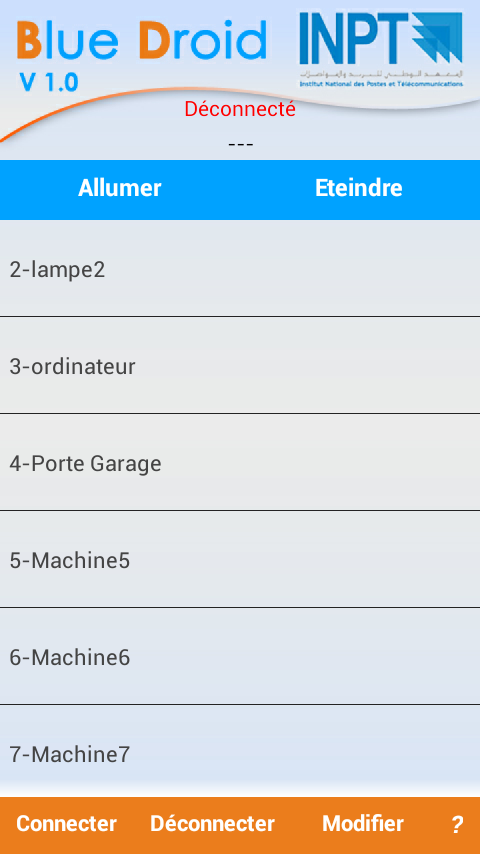 Blue Droid
V 1.0
INPT
Institut National des Postes et Télécommunications
Déconnecté
---
Allumer Eteindre
2-lampe2
3-ordinateur
4-Porte Garage
5-Machine5
6-Machine6
7-Machine7
Connecter Déconnecter Modifier ?